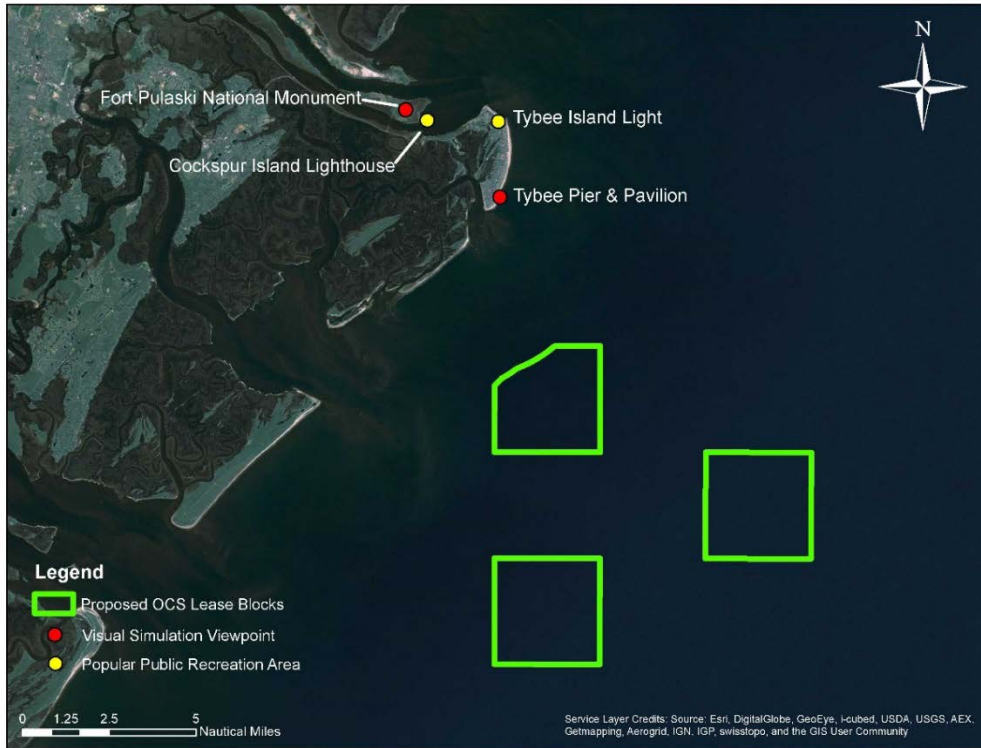 N
Fort Pulaski National Monument
Tybee Island Light
Cockspur Island Lighthouse
Tybee Pier & Pavilion
Legend
Proposed OCS Lease Blocks
Visual Simulation Viewpoint
Popular Public Recreation Area
0 1.25 2.5 5
Nautical Miles
Service Layer Credits: Source: Esri, DigitalGlobe, GeoEye, i-cubed, USDA, USGS, AEX,
Getmapping, Aerogrid, IGN, IGP, swisstopo, and the GIS User Community